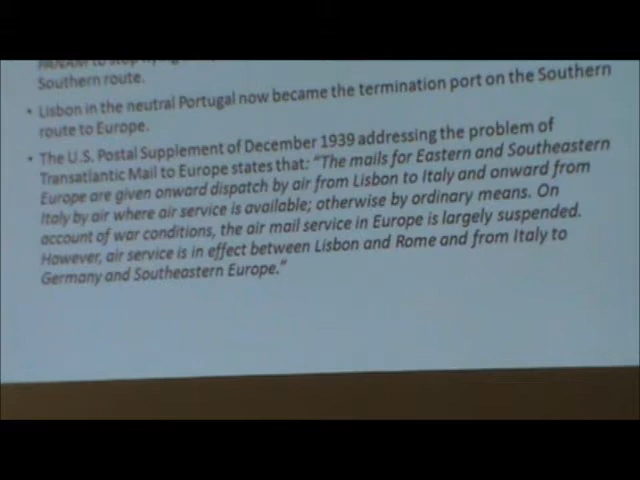 PANAM to stop
Southern route.
• Lisbon in the neutral Portugal now became the termination port on the Southern
route to Europe.
• The U.S. Postal Supplement of December 1939 addressing the problem of
Transatlantic Mail to Europe states that: “The mails for Eastern and Southeastern
Europe are given onward dispatch by air from Lisbon to Italy and onward from
Italy by air where air service is available; otherwise by ordinary means. On
account of war conditions, the air mail service in Europe is largely suspended.
However, air service is in effect between Lisbon and Rome and from Italy to
Germany and Southeastern Europe.”